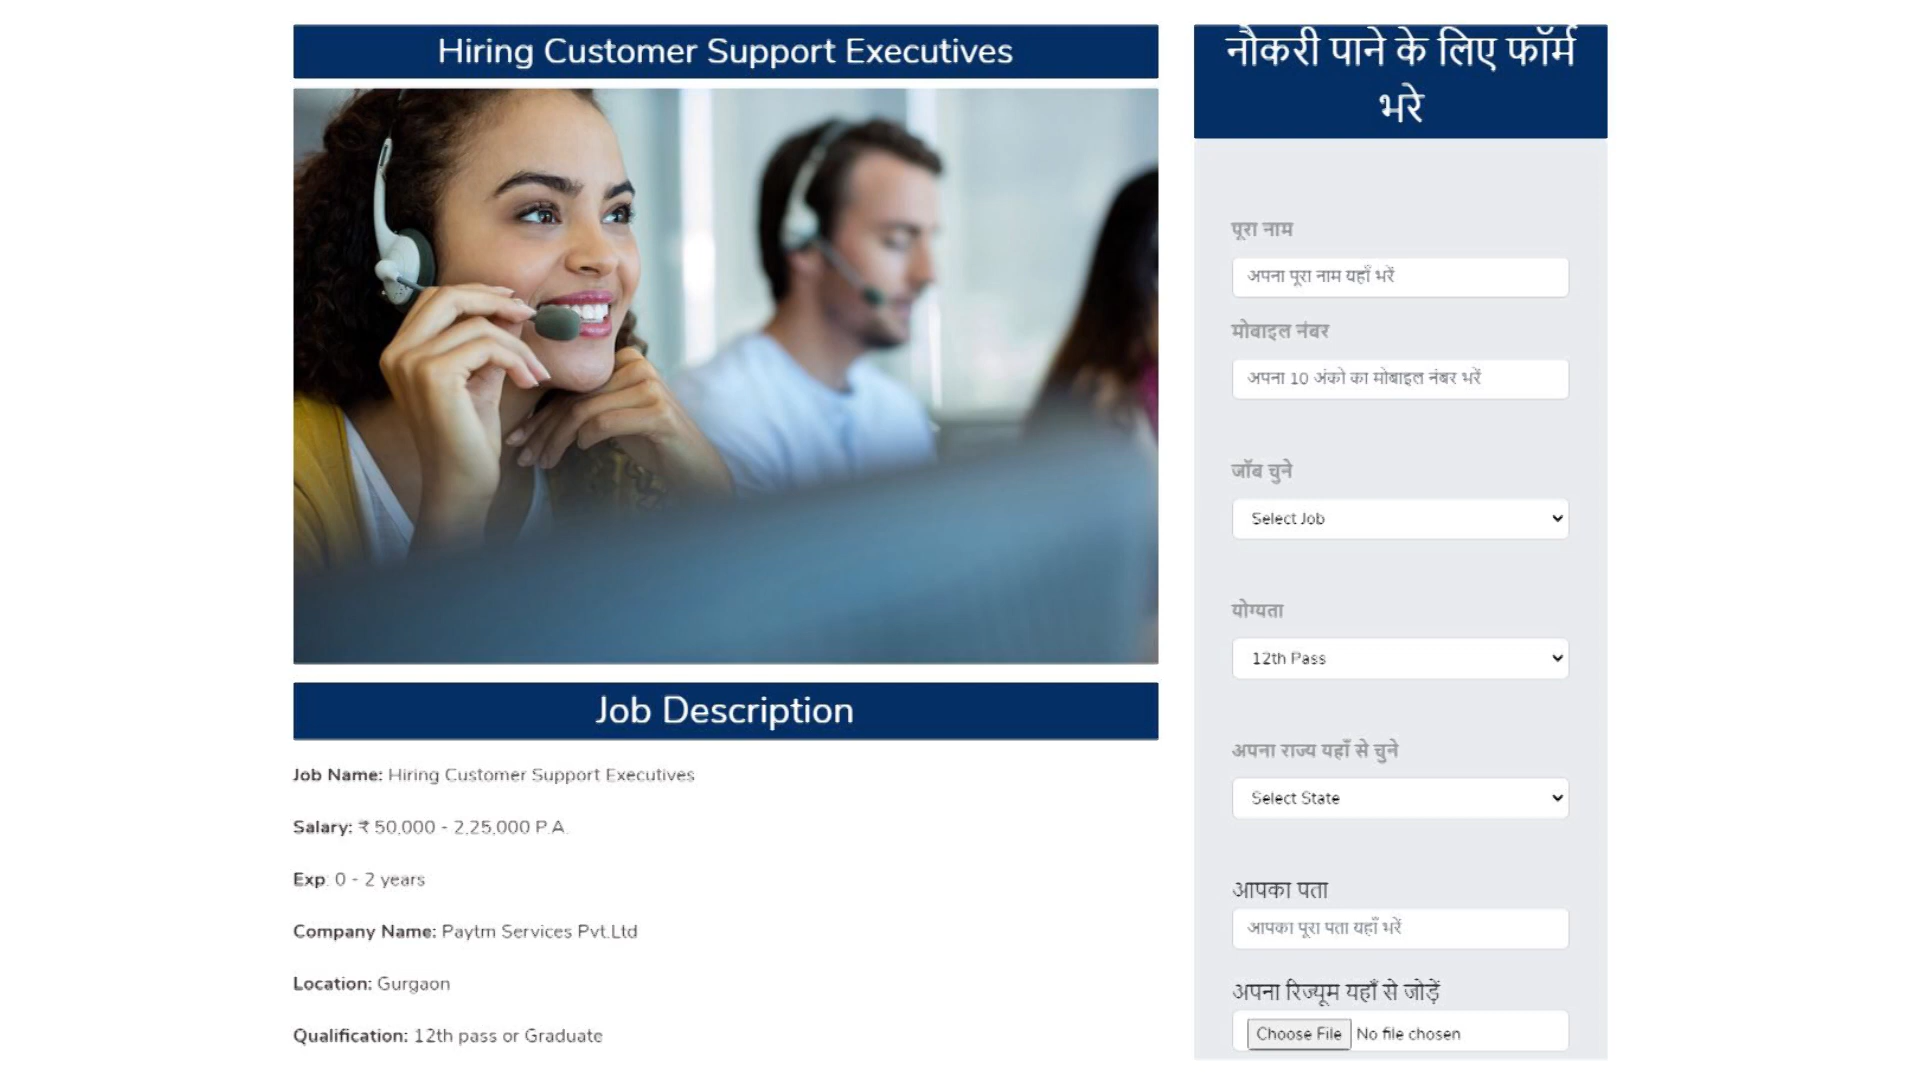 Hiring Customer Support Executives
Job Description
Job Name: Hiring Customer Support Executives
Salary: ₹ 50,000 - 2,25,000 P.A.
Exp: 0 - 2 years
Company Name: Paytm Services Pvt.Ltd
Location: Gurgaon
Qualification: 12th pass or Graduate
नौकरी पाने के लिए फॉर्म
भरे
पूरा नाम
अपना पूरा नाम यहाँ भरें
मोबाइल नंबर
अपना 10 अंको का मोबाइल नंबर भरें
जॉब चुने
Select Job
योग्यता
12th Pass
अपना राज्य यहाँ से चुने
Select State
आपका पता
आपका पूरा पता यहाँ भरें
अपना रिज्यूम यहाँ से जोड़ें
Choose File No file chosen